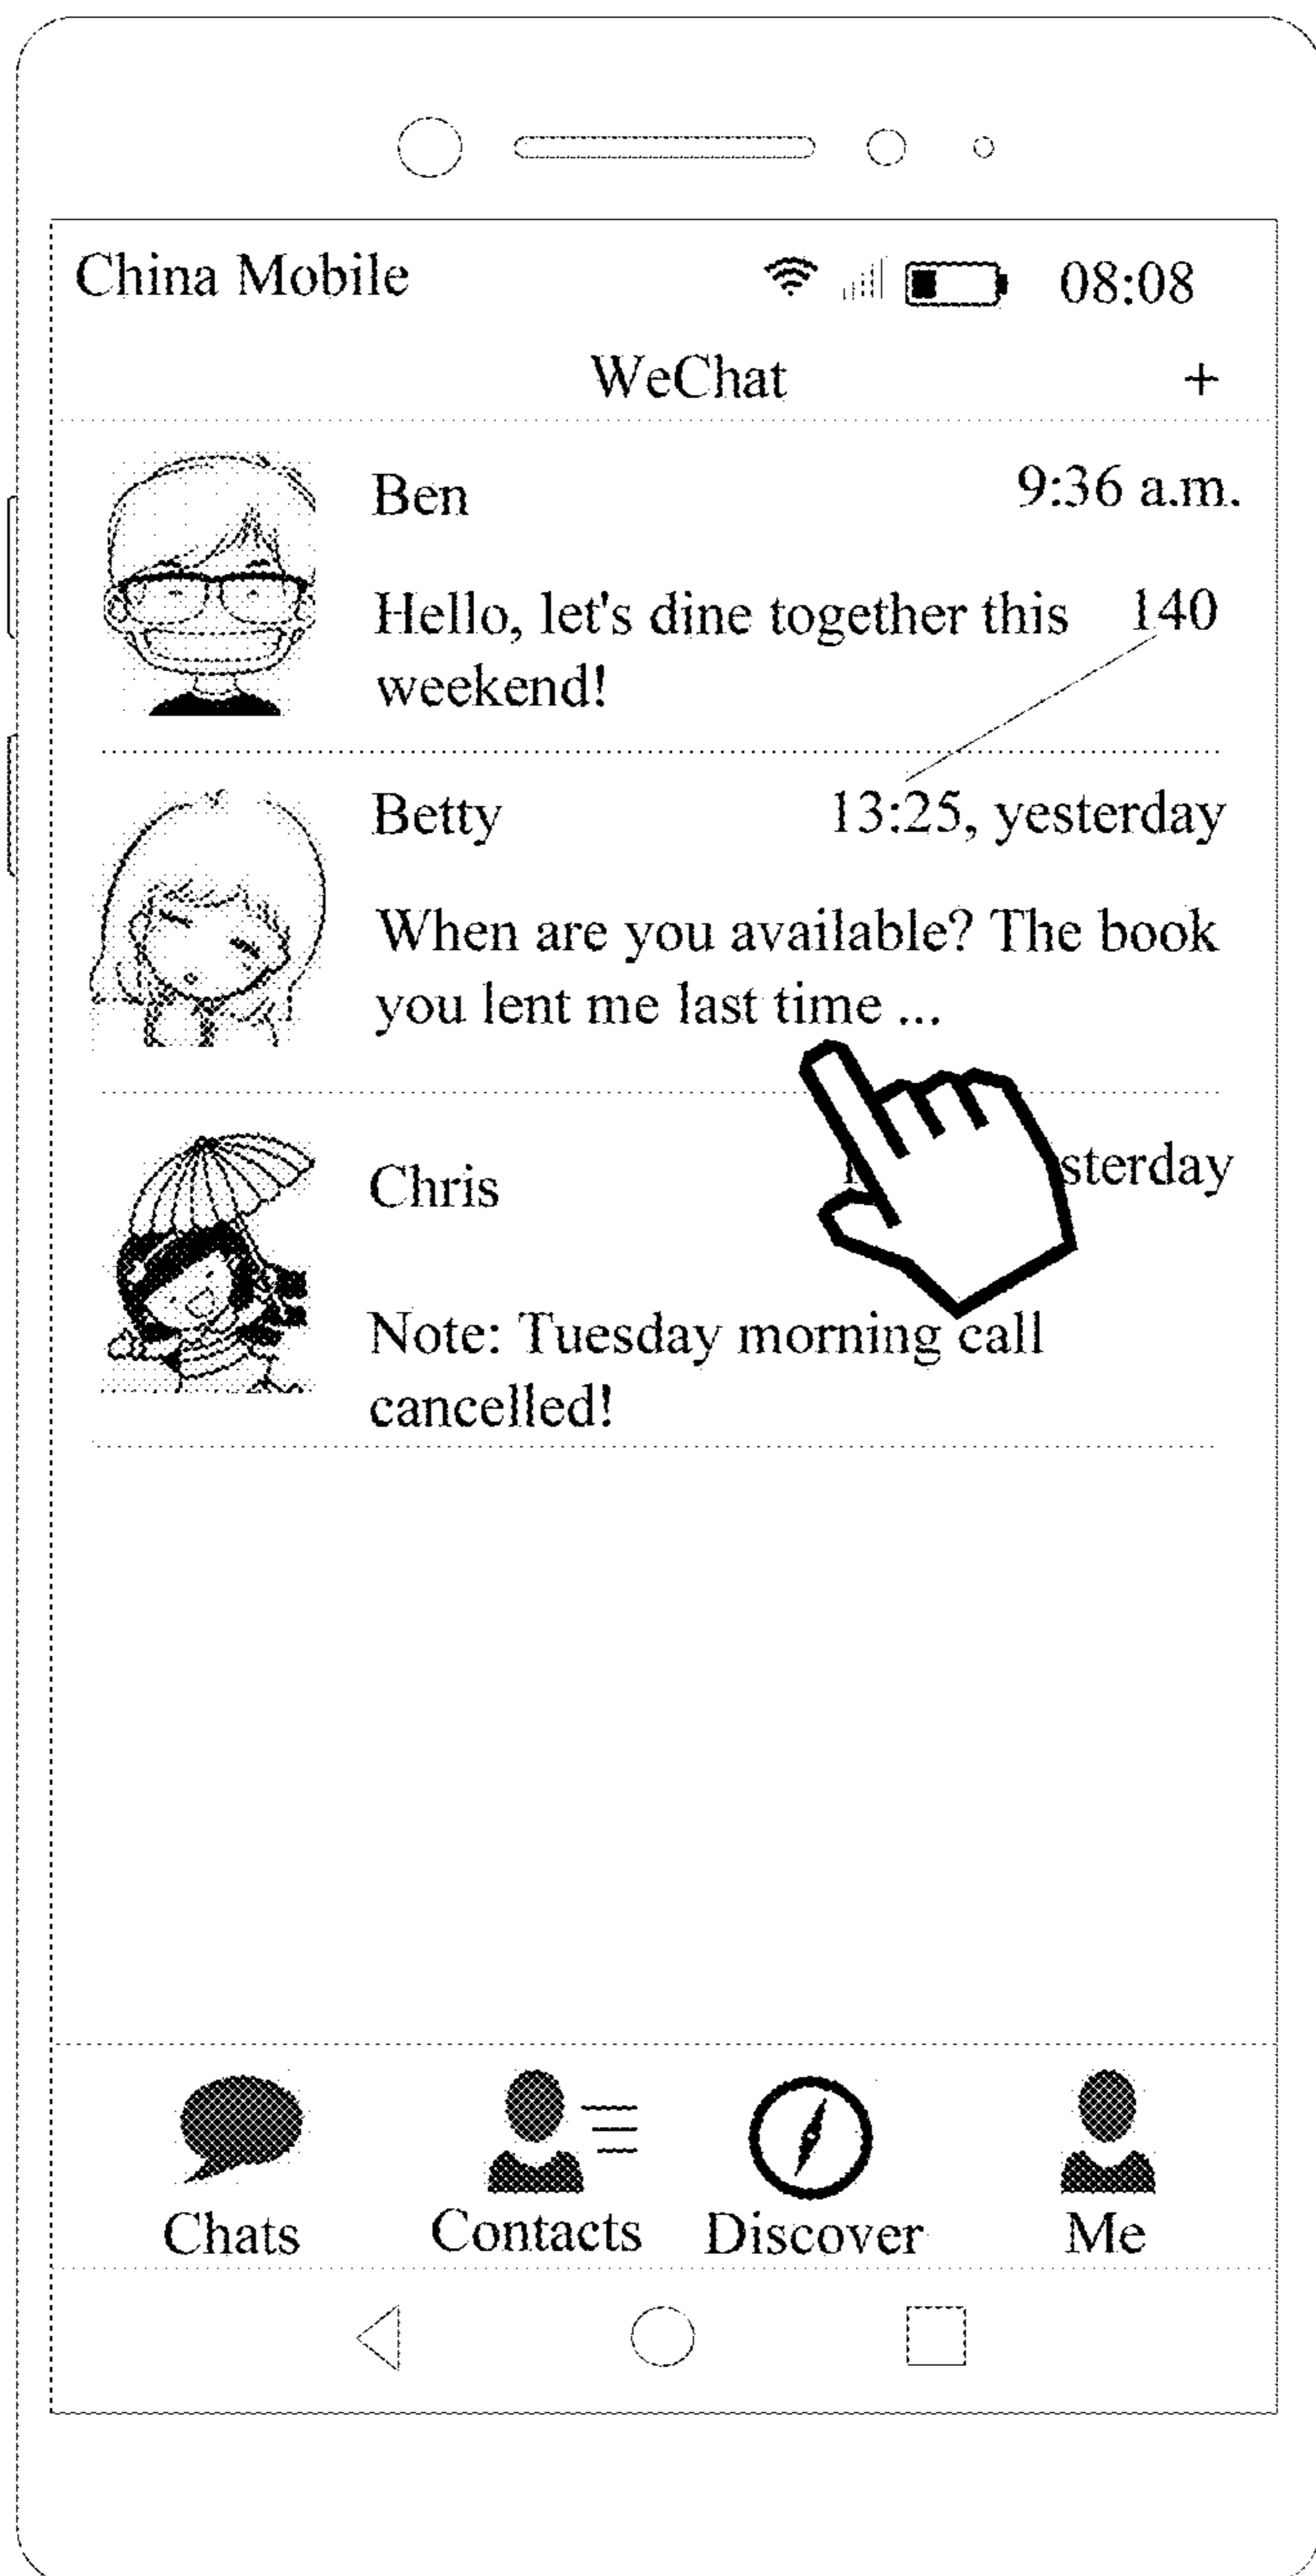 China Mobile 08:08
WeChat +
Ben 9:36 a.m.
Hello, let's dine together this 140
weekend!
Betty 13:25, yesterday
When are you available? The book
you lent me last time ...
Chris
Note: Tuesday morning call
cancelled!
Chats Contacts Discover Me